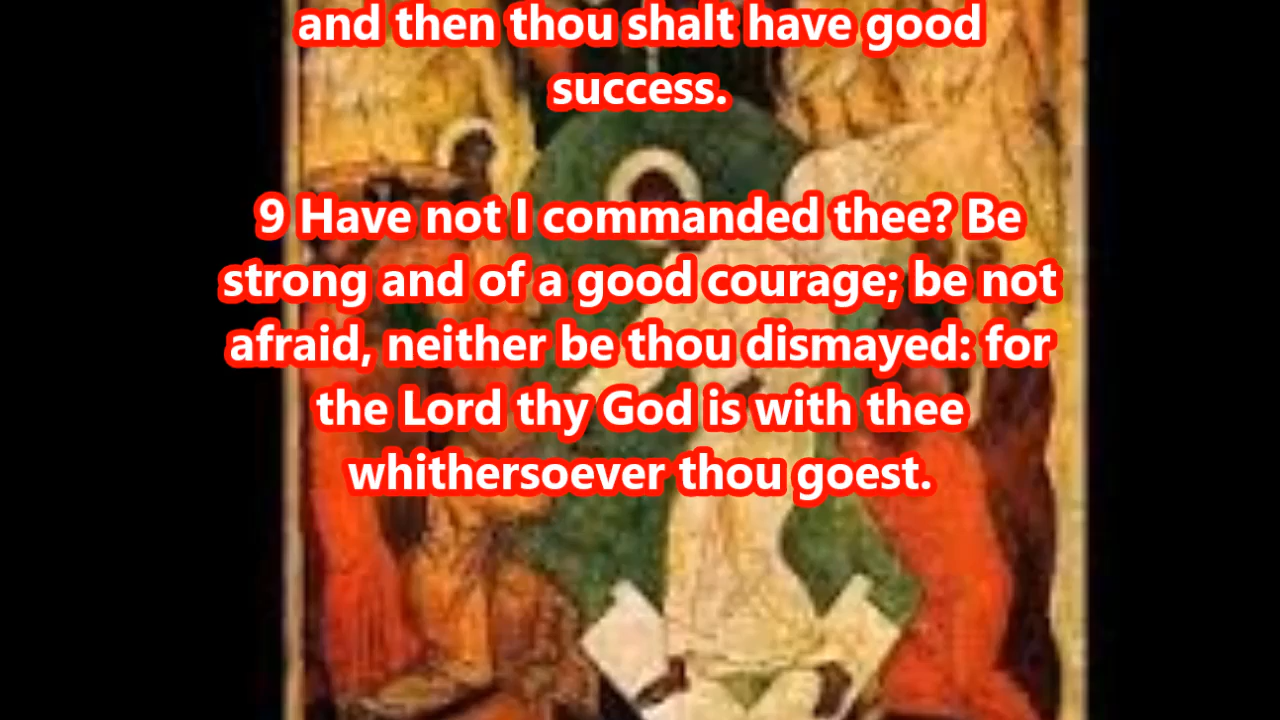 and then thou shalt have good
success.
9 Have not I commanded thee? Be
strong and of a good courage; be not
afraid, neither be thou dismayed: for
the Lord thy God is with thee
whithersoever thou goest.